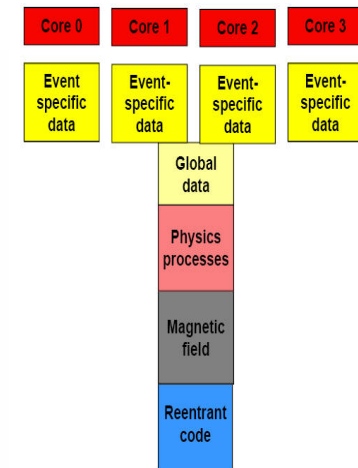 Core 0 Core 1 Core 2 Core 3
Event Event- Event- Event-
specific specific specific specific
data data data data
Global
data
Physics
processes
Magnetic
field
Reentrant
code